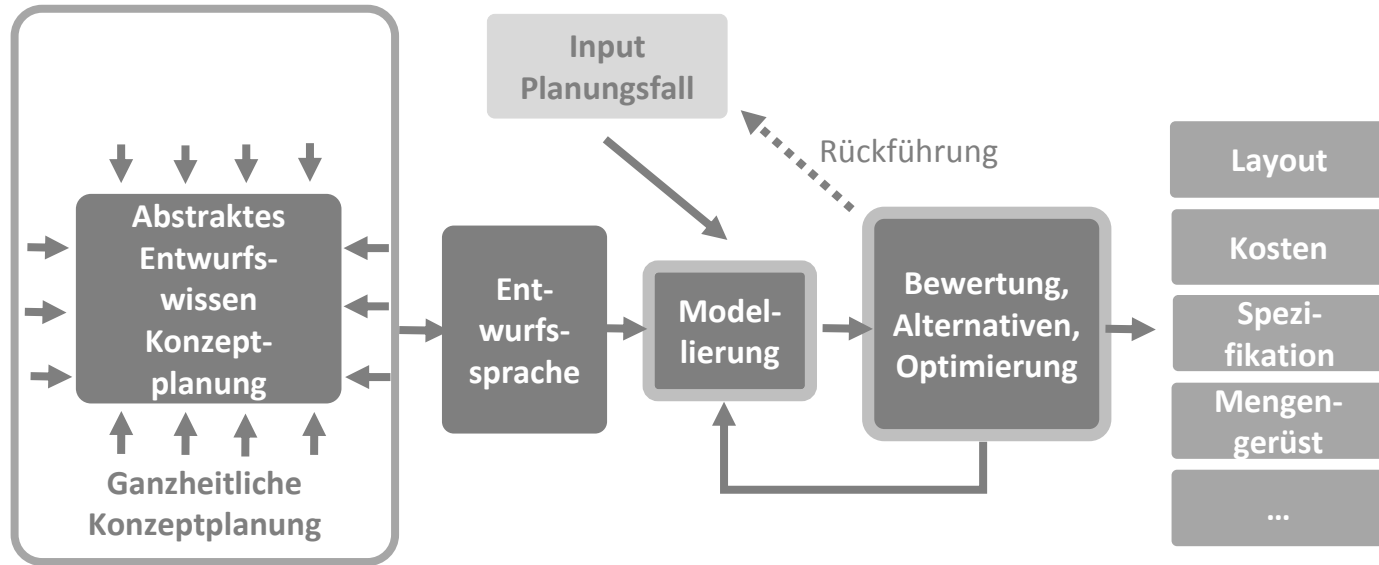 Input
Planungsfall
Rückführung
Abstraktes
Entwurfs-
wissen
Konzept-
planung
Ganzheitliche
Konzeptplanung
Ent-
wurfs-
sprache
Model-
lierung
Bewertung,
Alternativen,
Optimierung
Layout
Kosten
Spezi-
fikation
Mengen-
gerüst
...